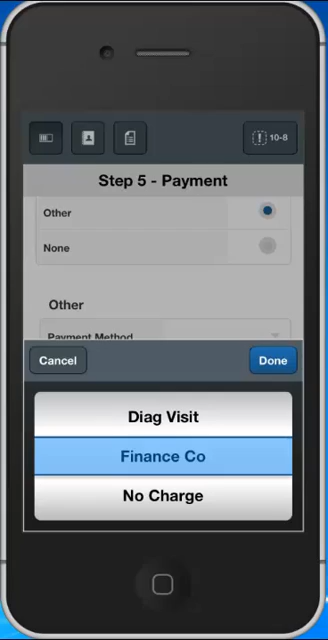 10-8
Step 5 - Payment
Other
None
Other
Payment Method
Cancel
Done
Diag Visit
Finance Co
No Charge